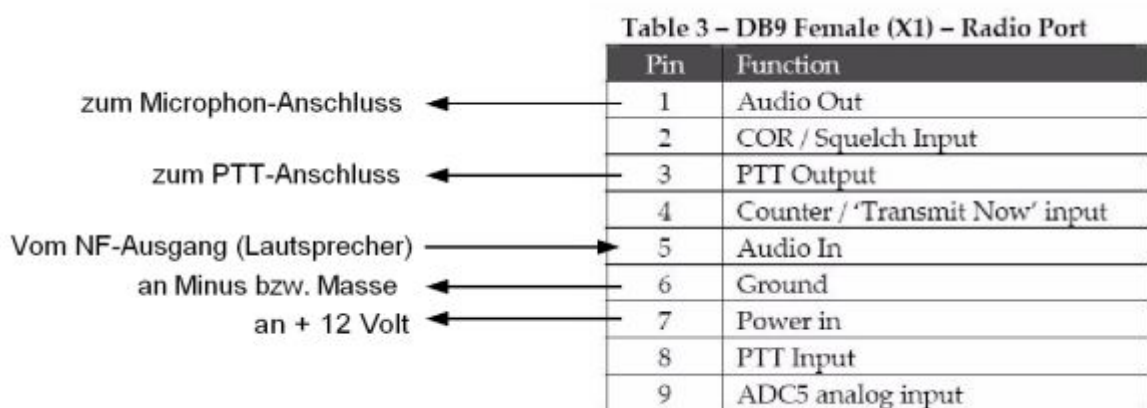 Table 3 – DB9 Female (X1) – Radio Port
Pin Function
zum Microphon-Anschluss 1 Audio Out
2 COR / Squelch Input
zum PTT-Anschluss 3 PTT Output
4 Counter / ‘Transmit Now’ input
Vom NF-Ausgang (Lautsprecher) 5 Audio In
an Minus bzw. Masse 6 Ground
an + 12 Volt 7 Power in
8 PTT Input
9 ADC5 analog input